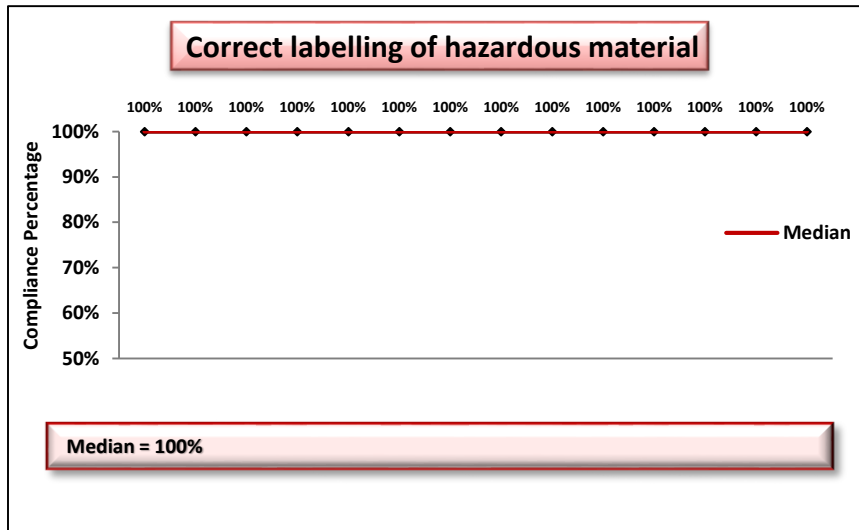 Correct labelling of hazardous material
100% 100% 100% 100% 100% 100% 100% 100% 100% 100% 100% 100% 100% 100%
100%
90%
80%
70%
60%
50%
Compliance Percentage
Median
Median = 100%